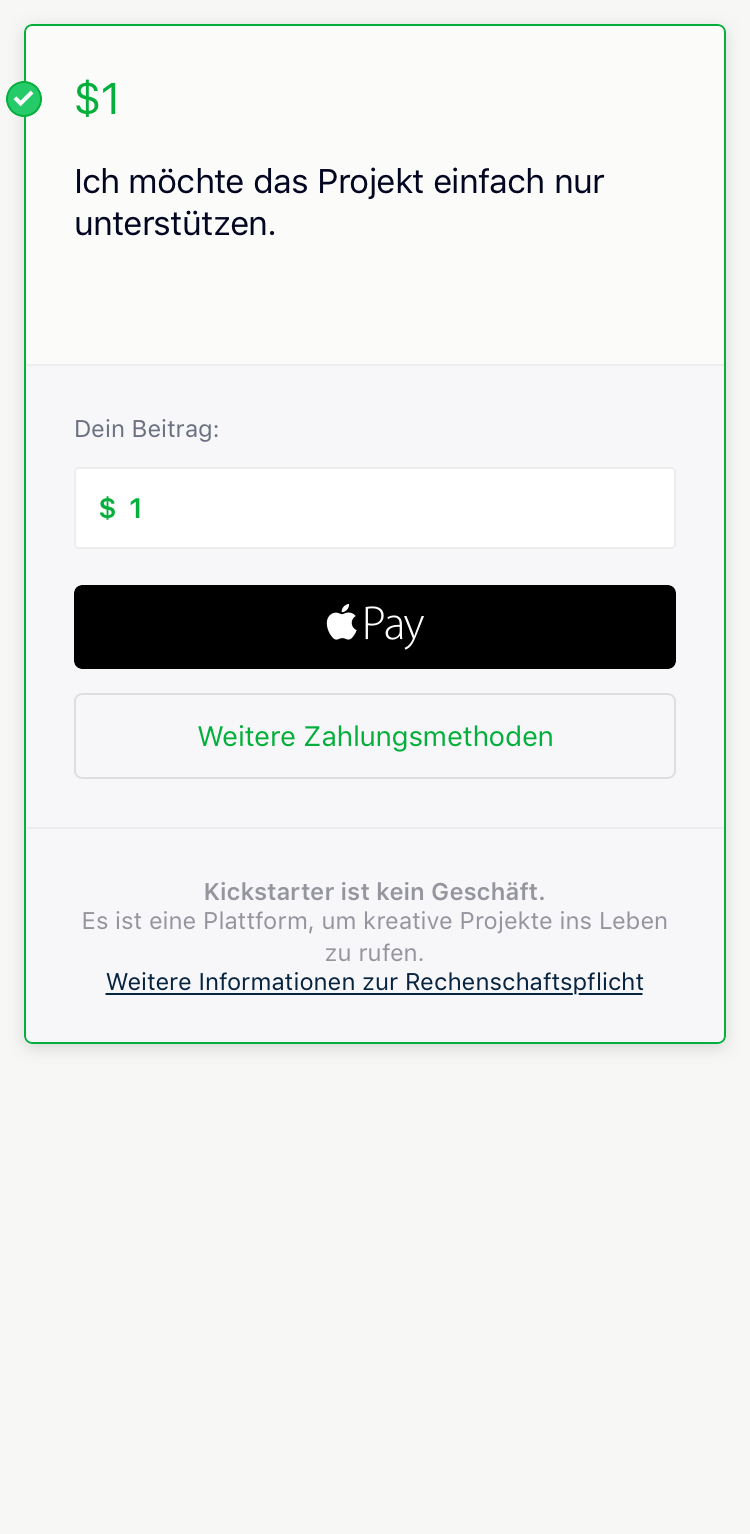 $1
Ich möchte das Projekt einfach nur
unterstützen.
Dein Beitrag:
$ 1
Pay
Weitere Zahlungsmethoden
Kickstarter ist kein Geschäft.
Es ist eine Plattform, um kreative Projekte ins Leben
zu rufen.
Weitere Informationen zur Rechenschaftspflicht